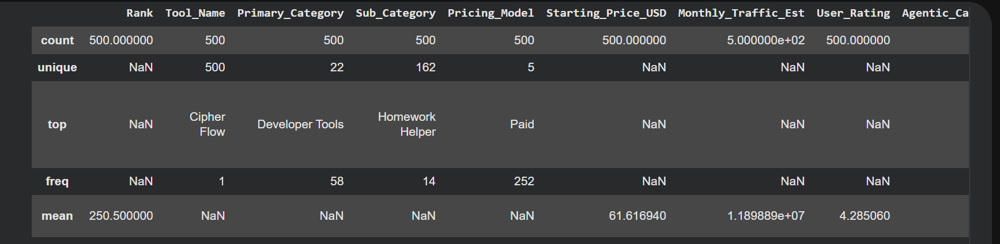 Rank Tool_Name Primary_Category Sub_Category Pricing_Model Starting_Price_USD Monthly_Traffic_Est User_Rating Agentic_Ca
count 500.000000 500 500 500 500 500.000000 5.000000e+02 500.000000
unique NaN 500 22 162 5 NaN NaN NaN
top NaN Cipher Flow Developer Tools Homework Helper Paid NaN NaN NaN
freq NaN 1 58 14 252 NaN NaN NaN
mean 250.500000 NaN NaN NaN NaN 61.616940 1.189889e+07 4.285060